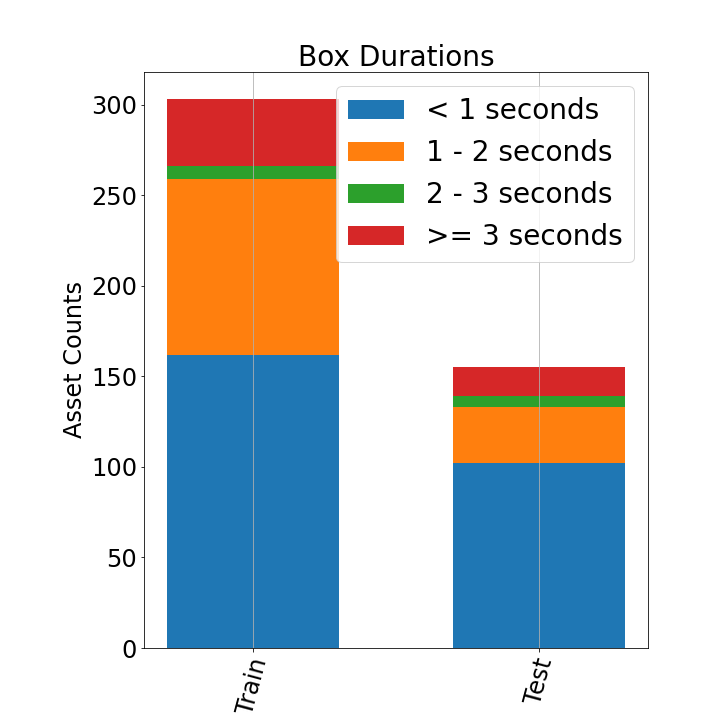 Box Durations
300
250
200
150
100
50
0
Asset Counts
< 1 seconds
1 - 2 seconds
2 - 3 seconds
>= 3 seconds
Train
Test